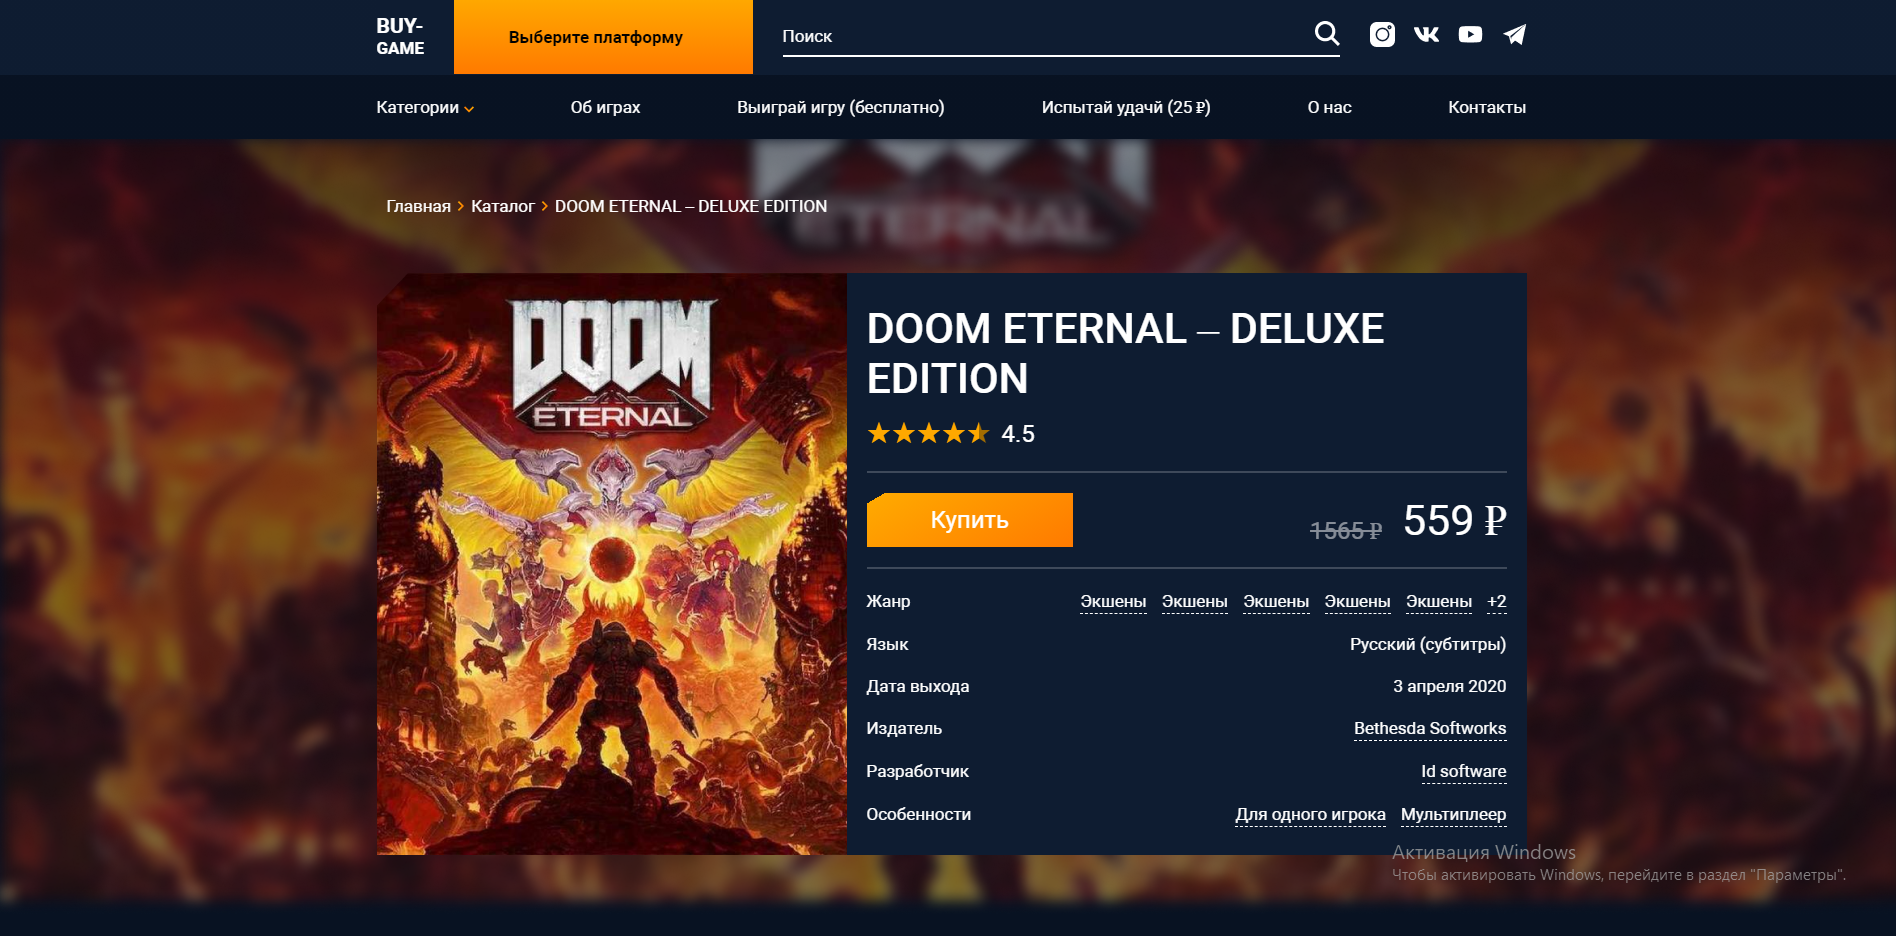 BUY-
GAME
Выберите платформу
Поиск
Категории
Об играх
Выиграй игру (бесплатно)
Испытай удачй (25 ₽)
О нас
Контакты
DOOM
ETERNAL
Главная > Каталог > DOOM ETERNAL – DELUXE EDITION
DOOM
ETERNAL
DOOM ETERNAL – DELUXE
EDITION
4.5
Купить
1565 ₽ 559 ₽
Жанр Экшены Экшены Экшены Экшены Экшены +2
Язык Русский (субтитры)
Дата выхода 3 апреля 2020
Издатель Bethesda Softworks
Разработчик Id software
Особенности Для одного игрока Мультиплеер
Активация Windows
Чтобы активировать Windows, перейдите в раздел "Параметры".